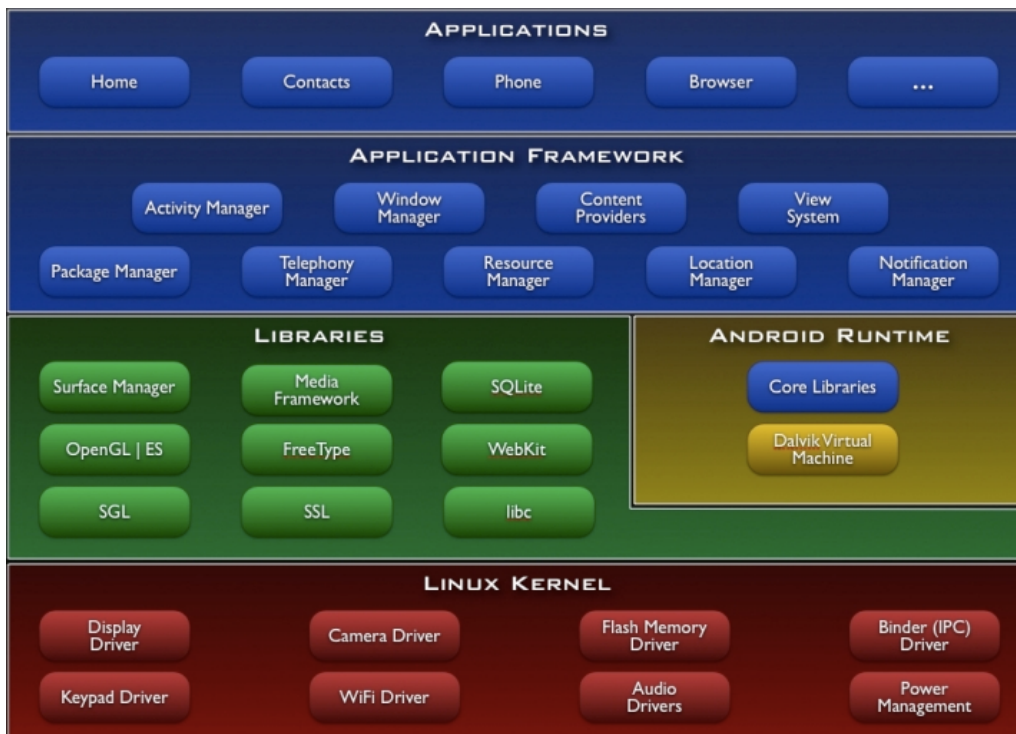 APPLICATIONS
Home
Contacts
Phone
Browser
...
APPLICATION FRAMEWORK
Activity Manager
Window
Manager
Content
Providers
View
System
Package Manager
Telephony
Manager
Resource
Manager
Location
Manager
Notification
Manager
LIBRARIES
Surface Manager
Media
Framework
SQLite
OpenGL | ES
FreeType
WebKit
SGL
SSL
libc
ANDROID RUNTIME
Core Libraries
Dalvik Virtual
Machine
LINUX KERNEL
Display
Driver
Camera Driver
Flash Memory
Driver
Binder (IPC)
Driver
Keypad Driver
WiFi Driver
Audio
Drivers
Power
Management